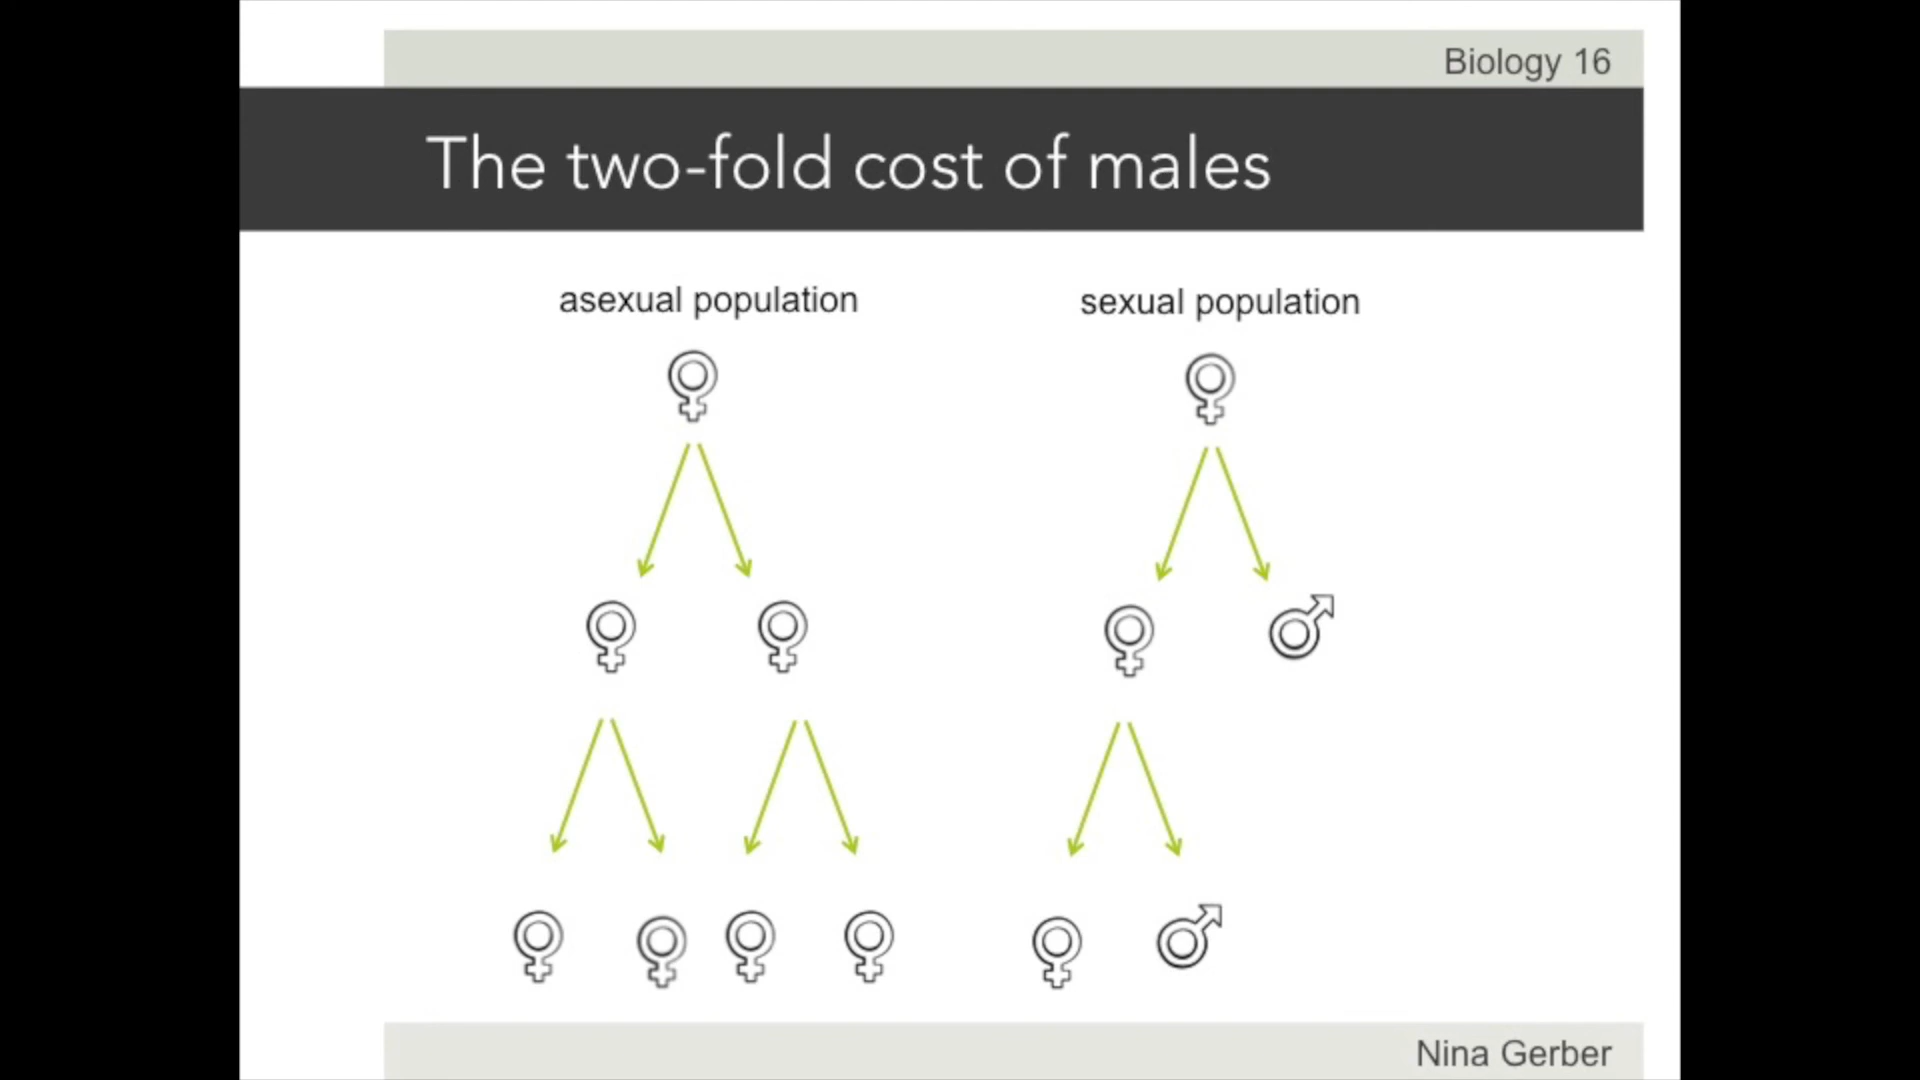 Biology 16
The two-fold cost of males
asexual population
sexual population
Nina Gerber